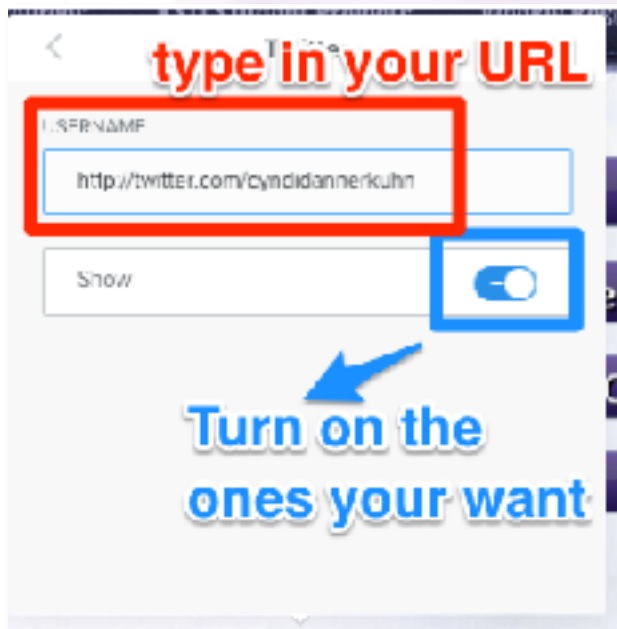 type in your URL
USERNAME
http://twitter.com/cyndidannerkuhn
Show
Turn on the
ones your want